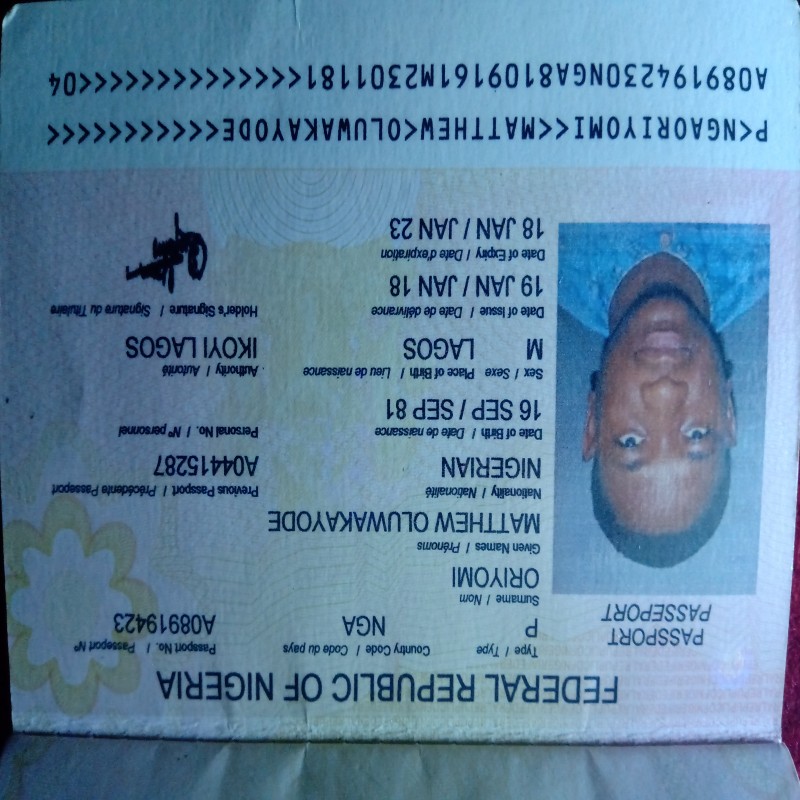 FEDERAL REPUBLIC OF NIGERIA
PASSPORT
PASSEPORT
Type / Type
Country Code / Code du pays
Passport No. / Passeport Nº
P
NGA
A08919423
Surname / Nom
ORIYOMI
Given Names / Prénoms
MATTHEW OLUWAKAYODE
Nationality / Nationalité
Previous Passport / Précédente Passeport
NIGERIAN
A04415287
Date of Birth / Date de naissance
Personal No. / Nº personnel
16 SEP / SEP 81
Sex / Sexe
Place of Birth / Lieu de naissance
Authority / Autorité
M
LAGOS
IKOYI LAGOS
Date of Issue / Date de délivrance
Holder's Signature / Signature du Titulaire
19 JAN / JAN 18
Date of Expiry / Date d'expiration
18 JAN / JAN 23
P<NGAORIYOMI<<MATTHEW<OLUWAKAYODE<<<<<<<<<<<
A089194230NGA8109161M2301181<<<<<<<<<<<<<<04